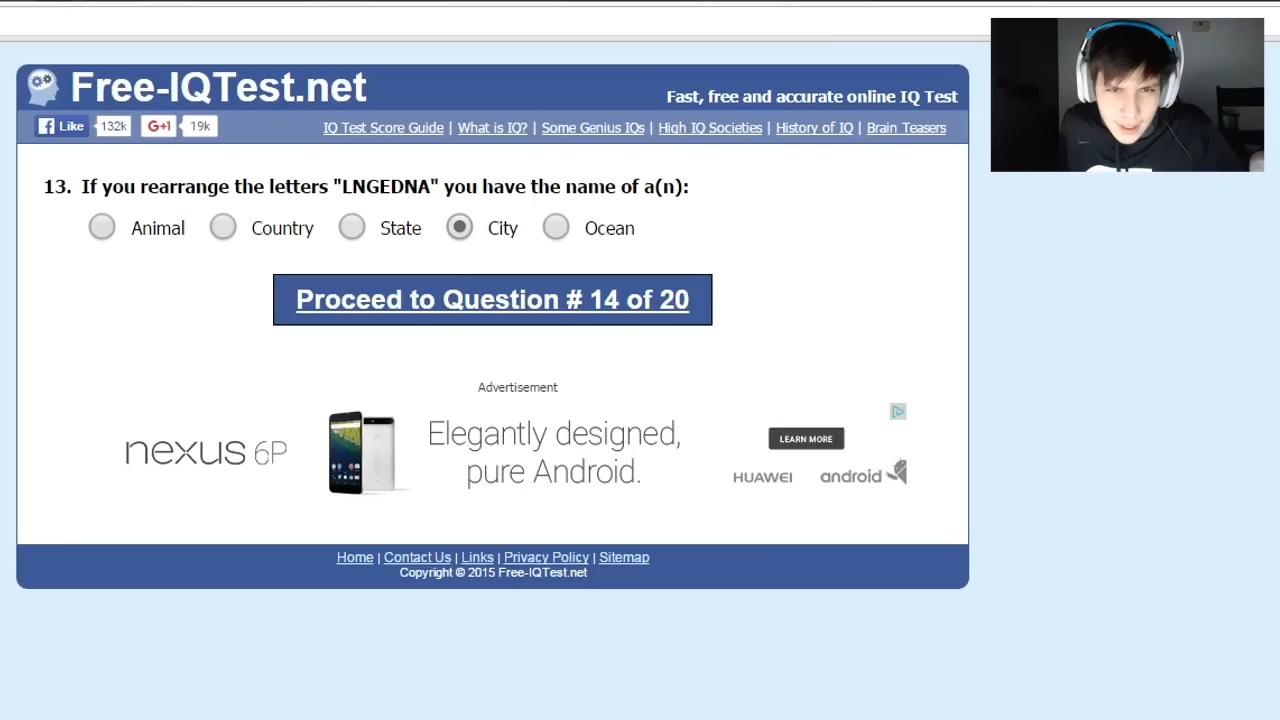 Free-IQTest.net
Fast, free and accurate online IQ Test
Like 132k G+1 19k
IQ Test Score Guide | What is IQ? | Some Genius IQs | High IQ Societies | History of IQ | Brain Teasers
13. If you rearrange the letters "LNGEDNA" you have the name of a(n):
Animal Country State City Ocean
Proceed to Question # 14 of 20
Advertisement
nexus 6P
Elegantly designed,
pure Android.
LEARN MORE
HUAWEI android
Home | Contact Us | Links | Privacy Policy | Sitemap
Copyright © 2015 Free-IQTest.net